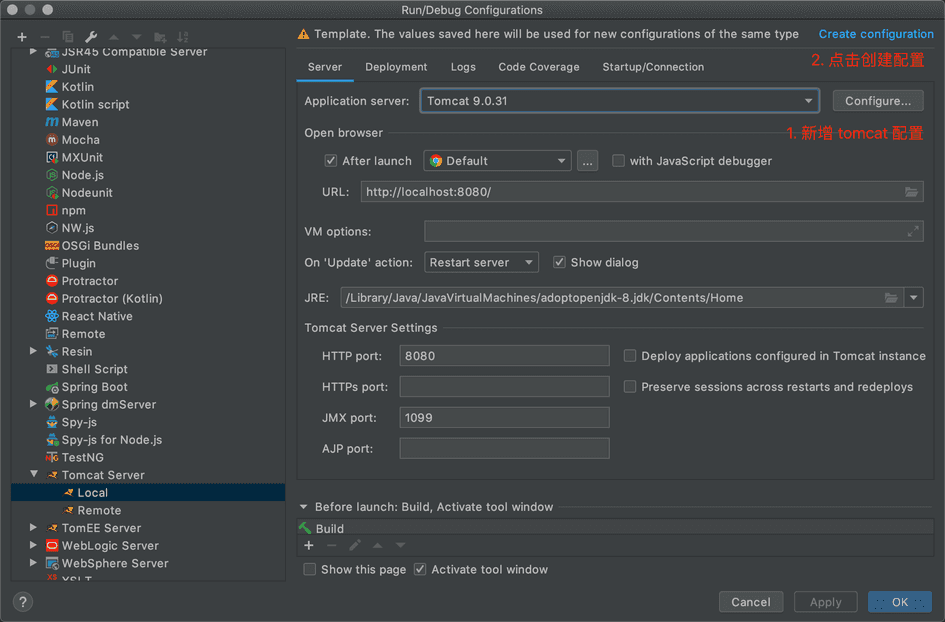 Run/Debug Configurations
JSR45 Compatible Server
JUnit
Kotlin
Kotlin script
Maven
Mocha
MXUnit
Node.js
Nodeunit
npm
NW.js
OSGi Bundles
Plugin
Protractor
Protractor (Kotlin)
React Native
Remote
Resin
Shell Script
Spring Boot
Spring dmServer
Spy-js
Spy-js for Node.js
TestNG
Tomcat Server
Local
Remote
TomEE Server
WebLogic Server
WebSphere Server
XSLT
Template. The values saved here will be used for new configurations of the same type Create configuration
2. 点击创建配置
Server Deployment Logs Code Coverage Startup/Connection
Application server: Tomcat 9.0.31 Configure...
1. 新增 tomcat 配置
Open browser
After launch Default ... with JavaScript debugger
URL: http://localhost:8080/
VM options:
On 'Update' action: Restart server Show dialog
JRE: /Library/Java/JavaVirtualMachines/adoptopenjdk-8.jdk/Contents/Home
Tomcat Server Settings
HTTP port: 8080 Deploy applications configured in Tomcat instance
HTTPs port: Preserve sessions across restarts and redeploys
JMX port: 1099
AJP port:
Before launch: Build, Activate tool window
Build
Show this page Activate tool window
? Cancel Apply OK